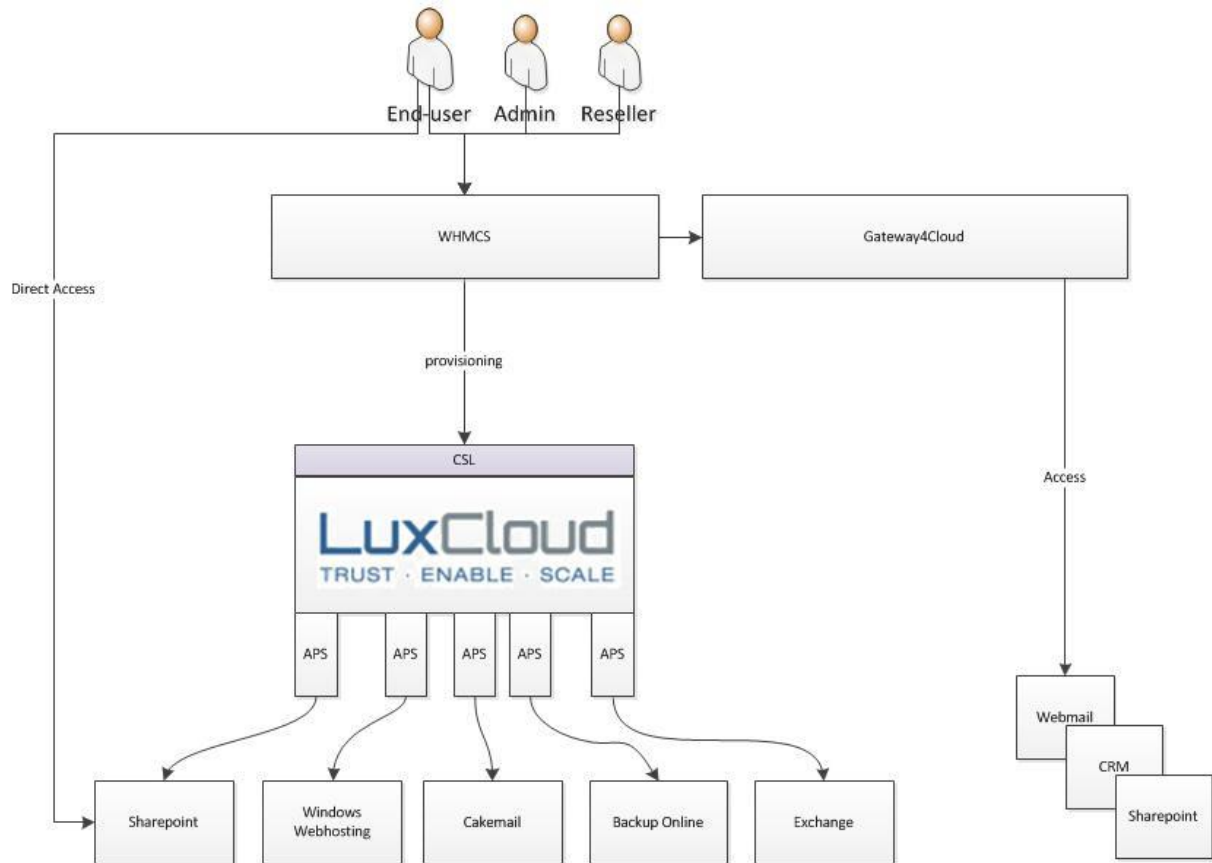 End-user Admin Reseller
WHMCS
Gateway4Cloud
Direct Access
provisioning
CSL
LuxCloud
TRUST · ENABLE · SCALE
Access
APS APS APS APS APS
Webmail
CRM
Sharepoint
Sharepoint
Windows
Webhosting
Cakemail
Backup Online
Exchange